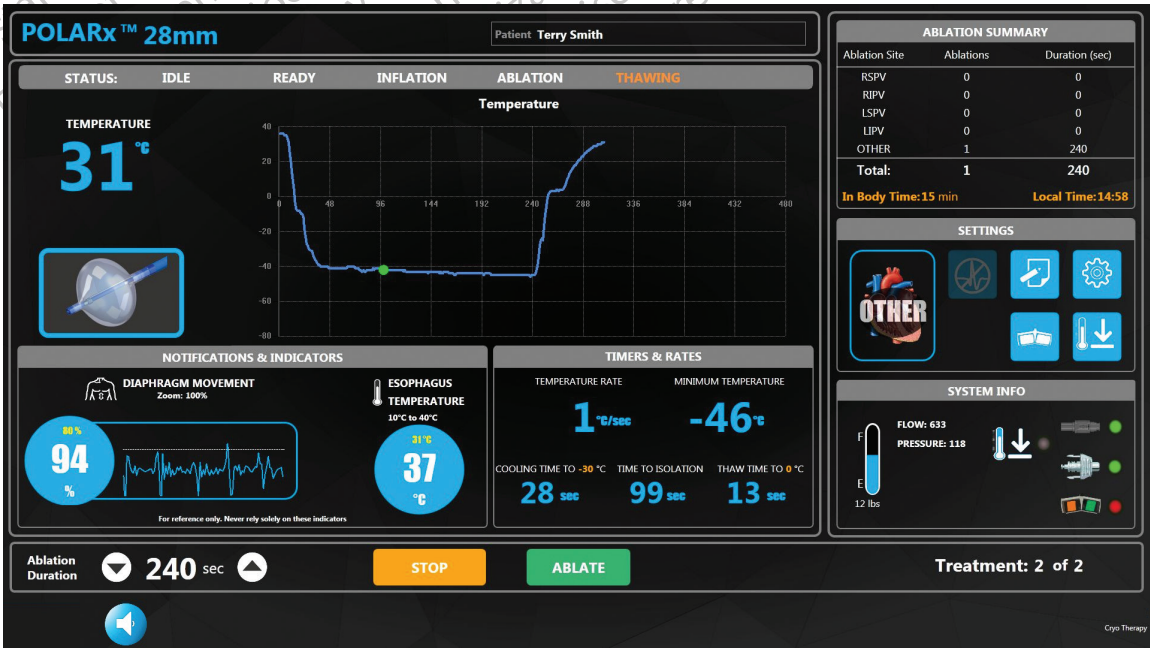 POLARx™ 28mm
Patient Terry Smith
STATUS: IDLE READY INFLATION ABLATION THAWING
TEMPERATURE
31 °C
Temperature
40
20
0
-20
-40
-60
-80
0 48 96 144 192 240 288 336 384 432 480
NOTIFICATIONS & INDICATORS
DIAPHRAGM MOVEMENT
Zoom: 100%
80 %
94
%
ESOPHAGUS
TEMPERATURE
10°C to 40°C
31 °C
37
°C
For reference only. Never rely solely on these indicators
TIMERS & RATES
TEMPERATURE RATE MINIMUM TEMPERATURE
1 °C/sec -46 °C
COOLING TIME TO -30 °C TIME TO ISOLATION THAW TIME TO 0 °C
28 sec 99 sec 13 sec
ABLATION SUMMARY
Ablation Site Ablations Duration (sec)
RSPV 0 0
RIPV 0 0
LSPV 0 0
LIPV 0 0
OTHER 1 240
Total: 1 240
In Body Time:15 min Local Time:14:58
SETTINGS
OTHER
SYSTEM INFO
F
E
12 lbs
FLOW: 633
PRESSURE: 118
Ablation
Duration
240 sec
STOP
ABLATE
Treatment: 2 of 2
Cryo Therapy